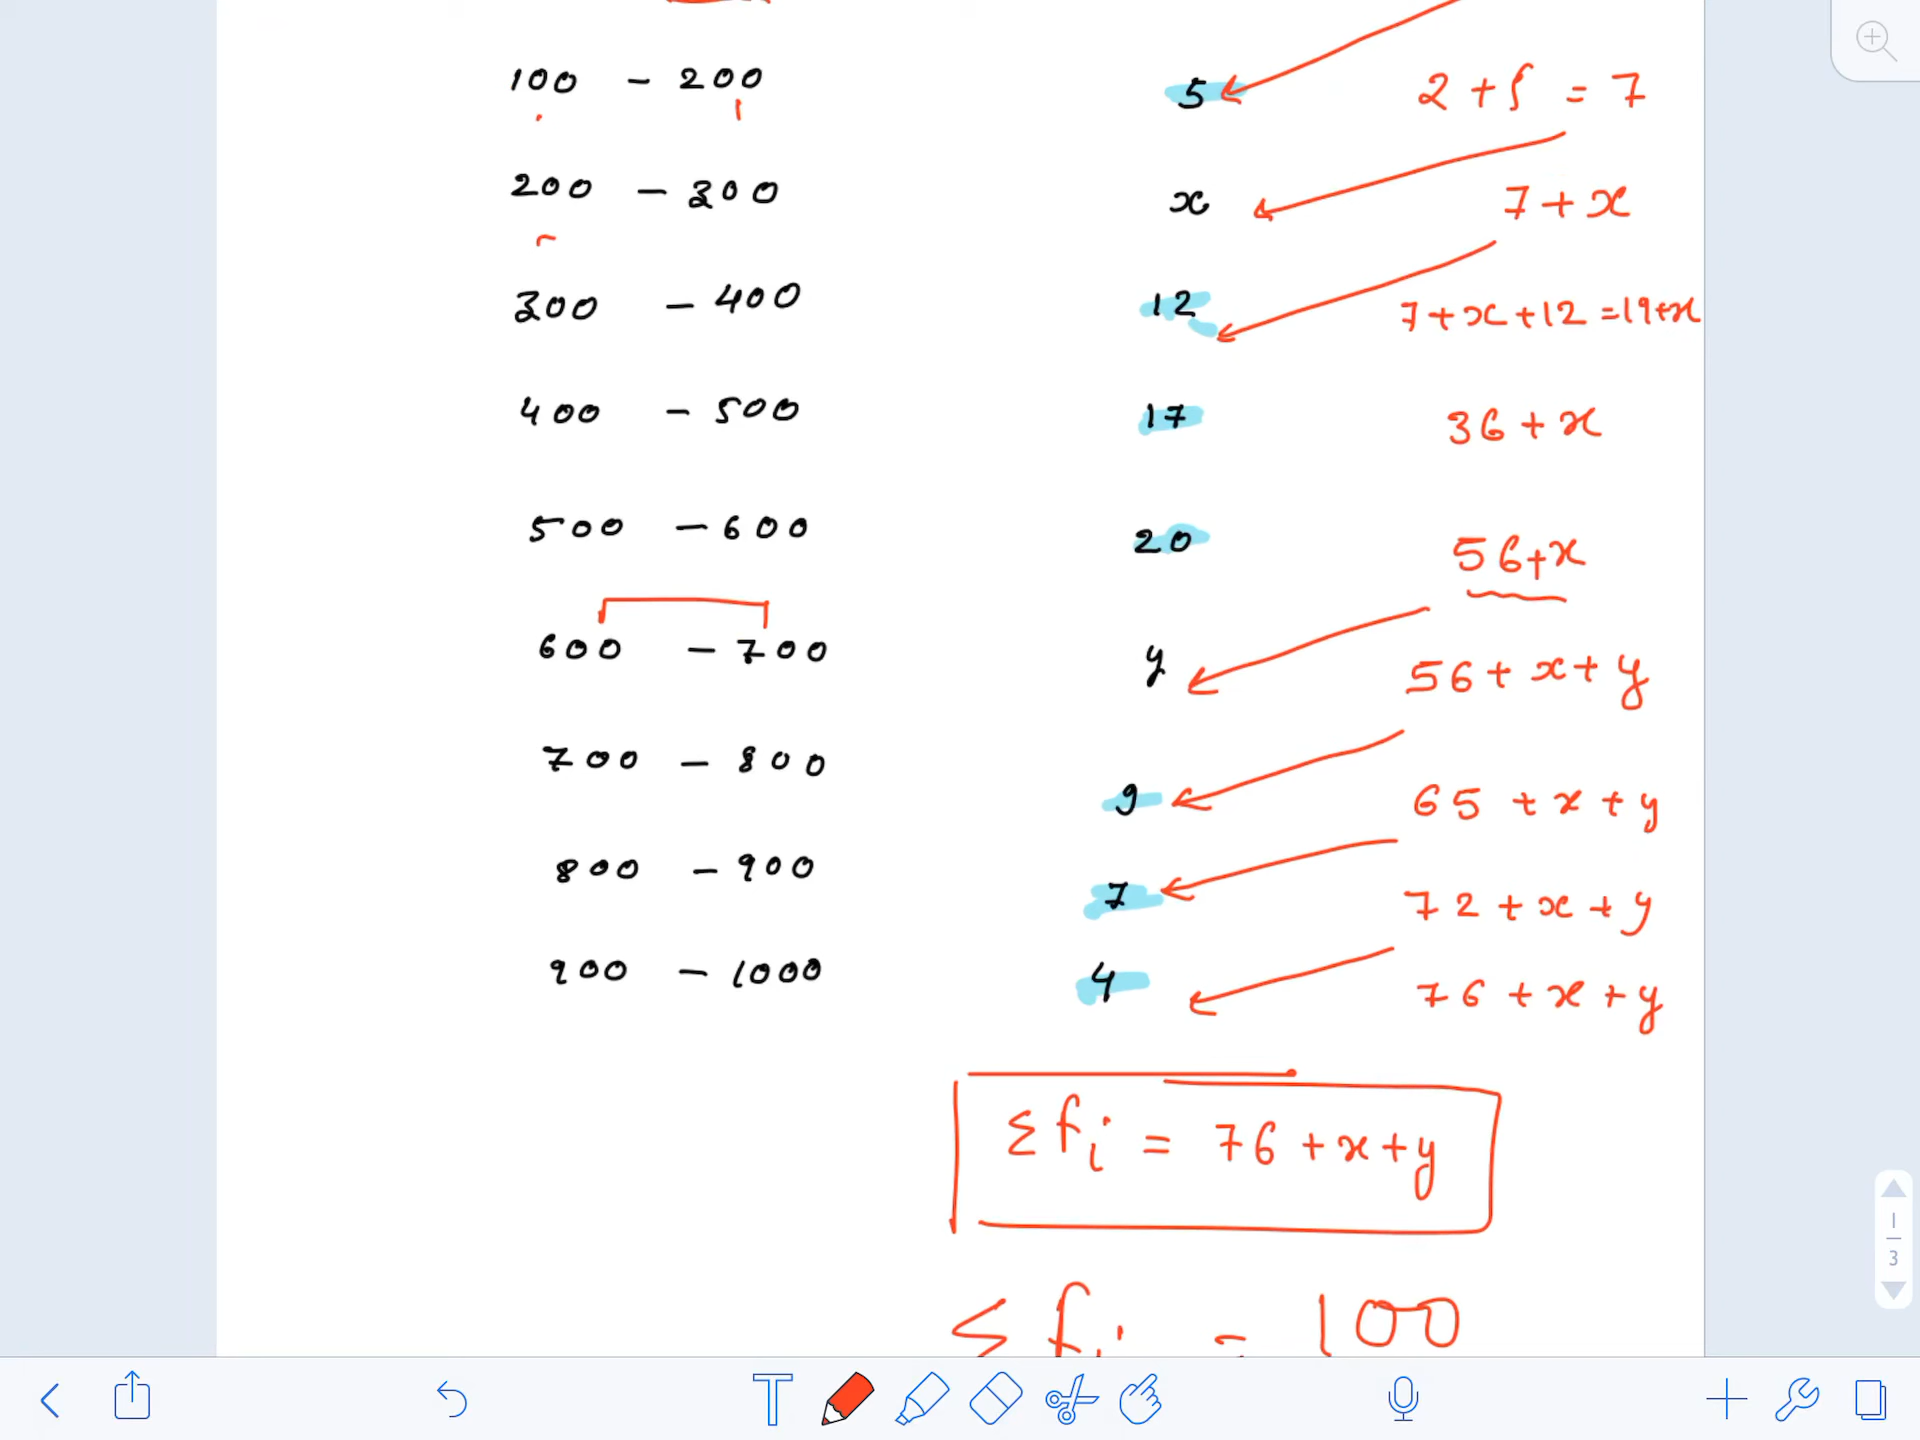 100 - 200 5 2 + 5 = 7
200 - 300 x 7 + x
300 - 400 12 7 + x + 12 = 19 + x
400 - 500 17 36 + x
500 - 600 20 56 + x
600 - 700 y 56 + x + y
700 - 800 9 65 + x + y
800 - 900 7 72 + x + y
900 - 1000 4 76 + x + y
Σfi = 76 + x + y
Σfi = 100
1
3
T